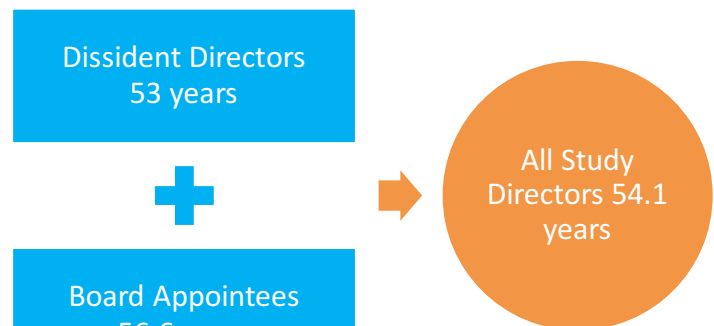 Dissident Directors
53 years
All Study
Directors 54.1
years
Board Appointees